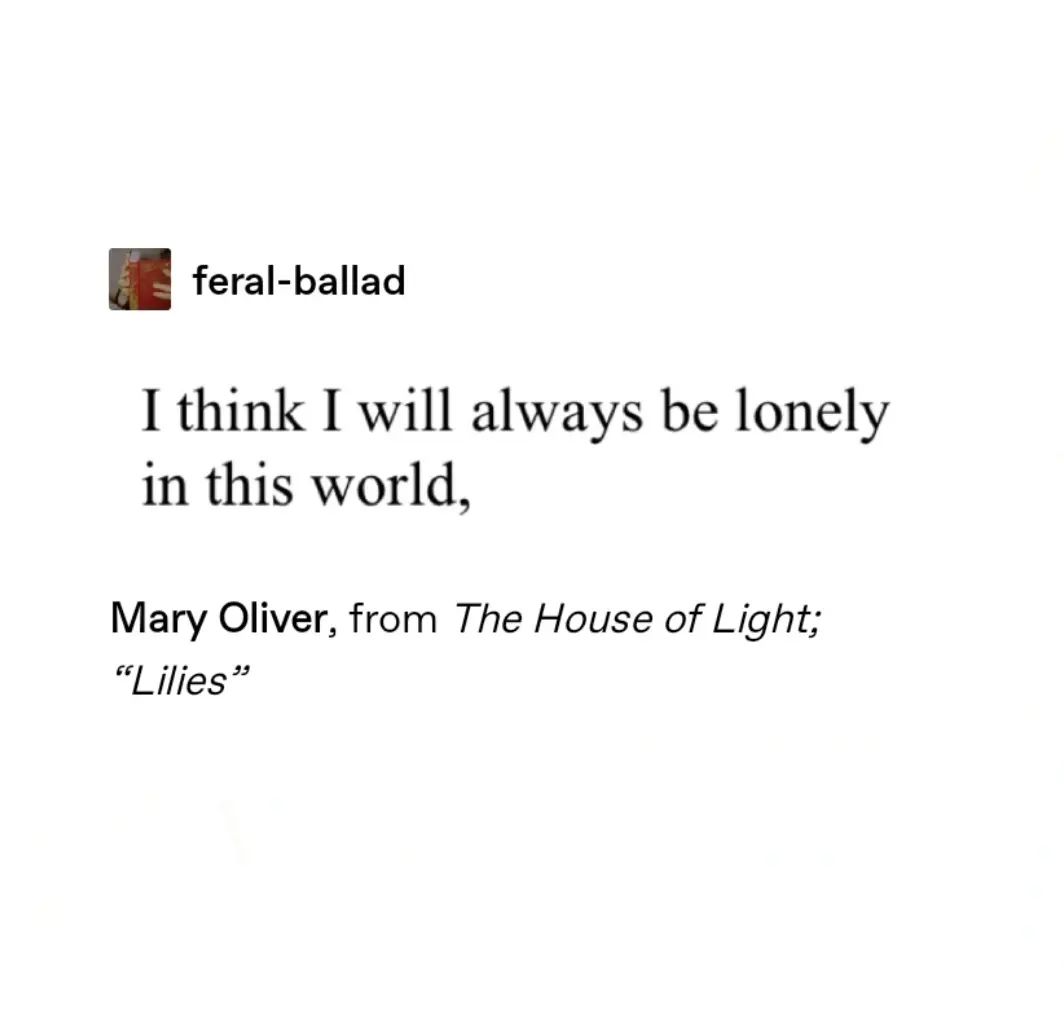 feral-ballad
I think I will always be lonely
in this world,
Mary Oliver, from The House of Light;
“Lilies”